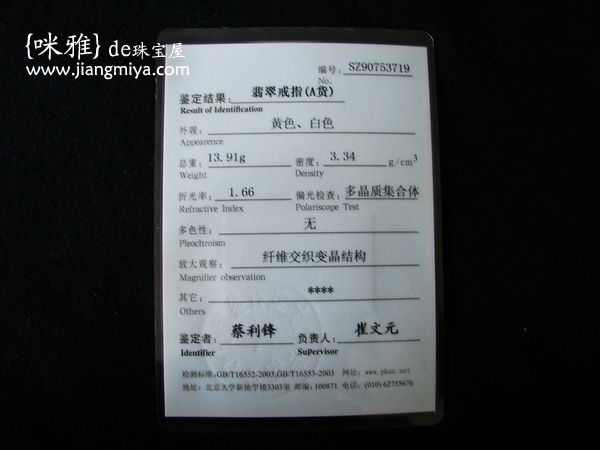 {咪雅}de珠宝屋
www.jiangmiya.com
编号: SZ90753719
No.
鉴定结果: 翡翠戒指(A货)
Result of Identification
外观: 黄色、白色
Appearence
总重: 13.91g 密度: 3.34 g/cm³
Weight Density
折光率: 1.66 偏光检查: 多晶质集合体
Refractive Index Polariscope Test
多色性: 无
Pleochroism
放大观察: 纤维交织变晶结构
Magnifier observation
其它: ****
Others
鉴定者: 蔡利锋 负责人: 崔文元
Identifier Supervisor
检测标准:GB/T16552-2003,GB/T16553-2003 网址: www.pkuc.net
地址: 北京大学新地学楼3303室 邮编: 100871 电话: (010) 62755676